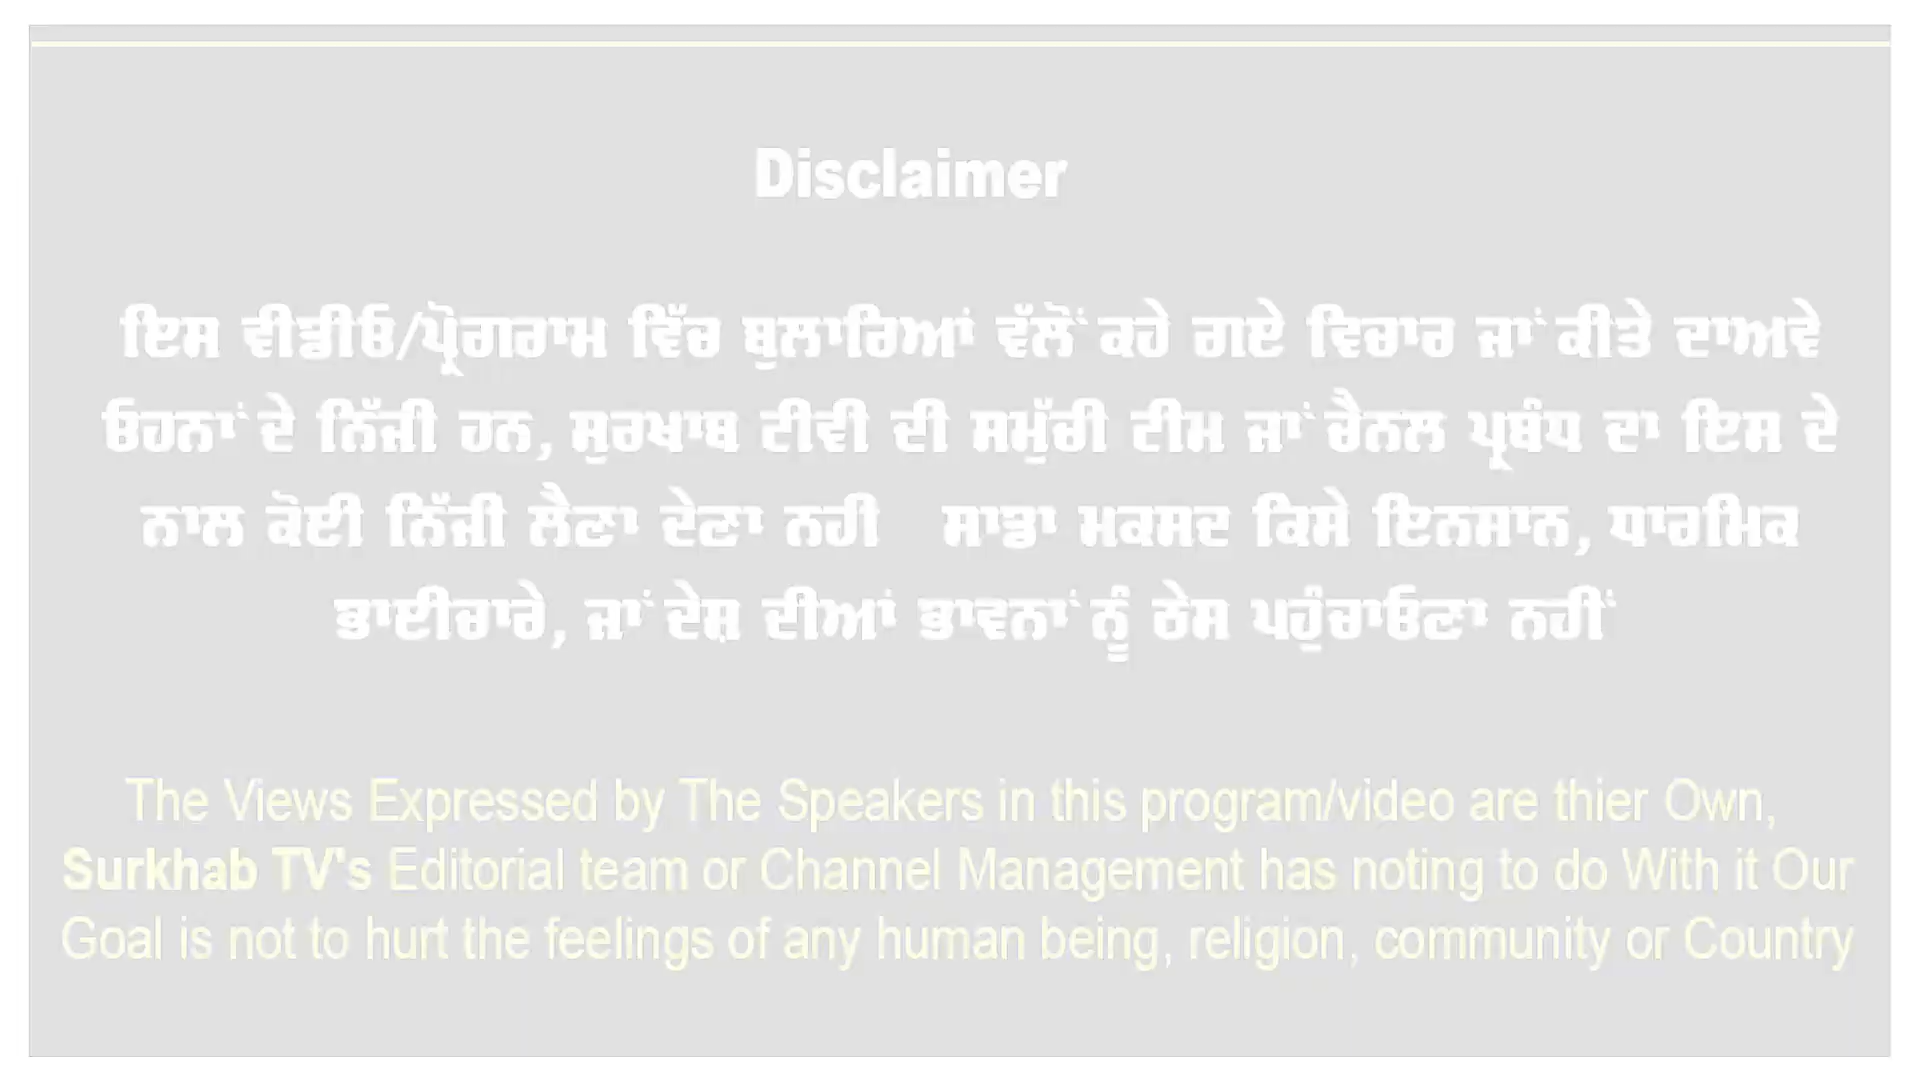 Disclaimer
ਇਸ ਵੀਡੀਓ/ਪ੍ਰੋਗਰਾਮ ਵਿੱਚ ਬੁਲਾਰਿਆਂ ਵੱਲੋਂ ਕਹੇ ਗਏ ਵਿਚਾਰ ਜਾਂ ਕੀਤੇ ਦਾਅਵੇ
ਓਹਨਾਂ ਦੇ ਨਿੱਜੀ ਹਨ, ਸੁਰਖਾਬ ਟੀਵੀ ਦੀ ਸਮੁੱਚੀ ਟੀਮ ਜਾਂ ਚੈਨਲ ਪ੍ਰਬੰਧ ਦਾ ਇਸ ਦੇ
ਨਾਲ ਕੋਈ ਨਿੱਜੀ ਲੈਣਾ ਦੇਣਾ ਨਹੀ ਸਾਡਾ ਮਕਸਦ ਕਿਸੇ ਇਨਸਾਨ, ਧਾਰਮਿਕ
ਭਾਈਚਾਰੇ, ਜਾਂ ਦੇਸ਼ ਦੀਆਂ ਭਾਵਨਾਂ ਨੂੰ ਠੇਸ ਪਹੁੰਚਾਓਣਾ ਨਹੀਂ
The Views Expressed by The Speakers in this program/video are thier Own,
Surkhab TV's Editorial team or Channel Management has noting to do With it Our
Goal is not to hurt the feelings of any human being, religion, community or Country